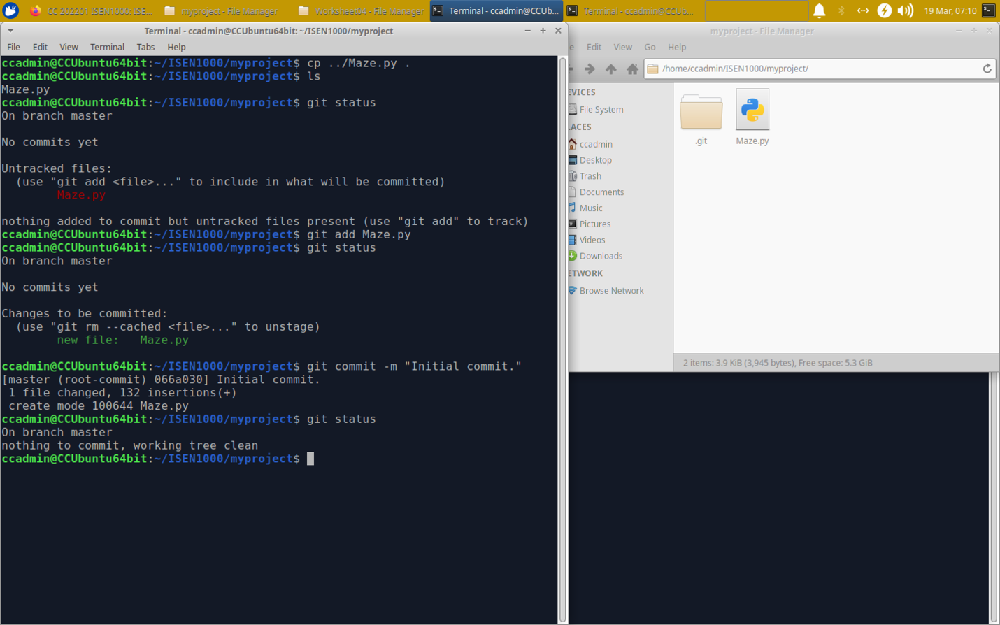 CC 202201 ISEN1000: ISE...
myproject - File Manager
Worksheet04 - File Manager
Terminal - ccadmin@CCUb...
Terminal - ccadmin@CCUb...
19 Mar, 07:10
Terminal - ccadmin@CCUbuntu64bit: ~/ISEN1000/myproject
File Edit View Terminal Tabs Help
ccadmin@CCUbuntu64bit:~/ISEN1000/myproject$ cp ../Maze.py .
ccadmin@CCUbuntu64bit:~/ISEN1000/myproject$ ls
Maze.py
ccadmin@CCUbuntu64bit:~/ISEN1000/myproject$ git status
On branch master
No commits yet
Untracked files:
(use "git add <file>..." to include in what will be committed)
Maze.py
nothing added to commit but untracked files present (use "git add" to track)
ccadmin@CCUbuntu64bit:~/ISEN1000/myproject$ git add Maze.py
ccadmin@CCUbuntu64bit:~/ISEN1000/myproject$ git status
On branch master
No commits yet
Changes to be committed:
(use "git rm --cached <file>..." to unstage)
new file:   Maze.py
ccadmin@CCUbuntu64bit:~/ISEN1000/myproject$ git commit -m "Initial commit."
[master (root-commit) 066a030] Initial commit.
1 file changed, 132 insertions(+)
create mode 100644 Maze.py
ccadmin@CCUbuntu64bit:~/ISEN1000/myproject$ git status
On branch master
nothing to commit, working tree clean
ccadmin@CCUbuntu64bit:~/ISEN1000/myproject$
myproject - File Manager
e Edit View Go Help
/home/ccadmin/ISEN1000/myproject/
EVICES
File System
LACES
ccadmin
Desktop
Trash
Documents
Music
Pictures
Videos
Downloads
ETWORK
Browse Network
.git
Maze.py
2 items: 3.9 KiB (3,945 bytes), Free space: 5.3 GiB